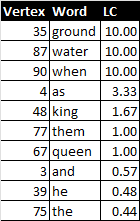 Vertex Word LC
35 ground 10.00
87 water 10.00
90 when 10.00
4 as 3.33
48 king 1.67
77 them 1.00
67 queen 1.00
3 and 0.57
39 he 0.48
75 the 0.44